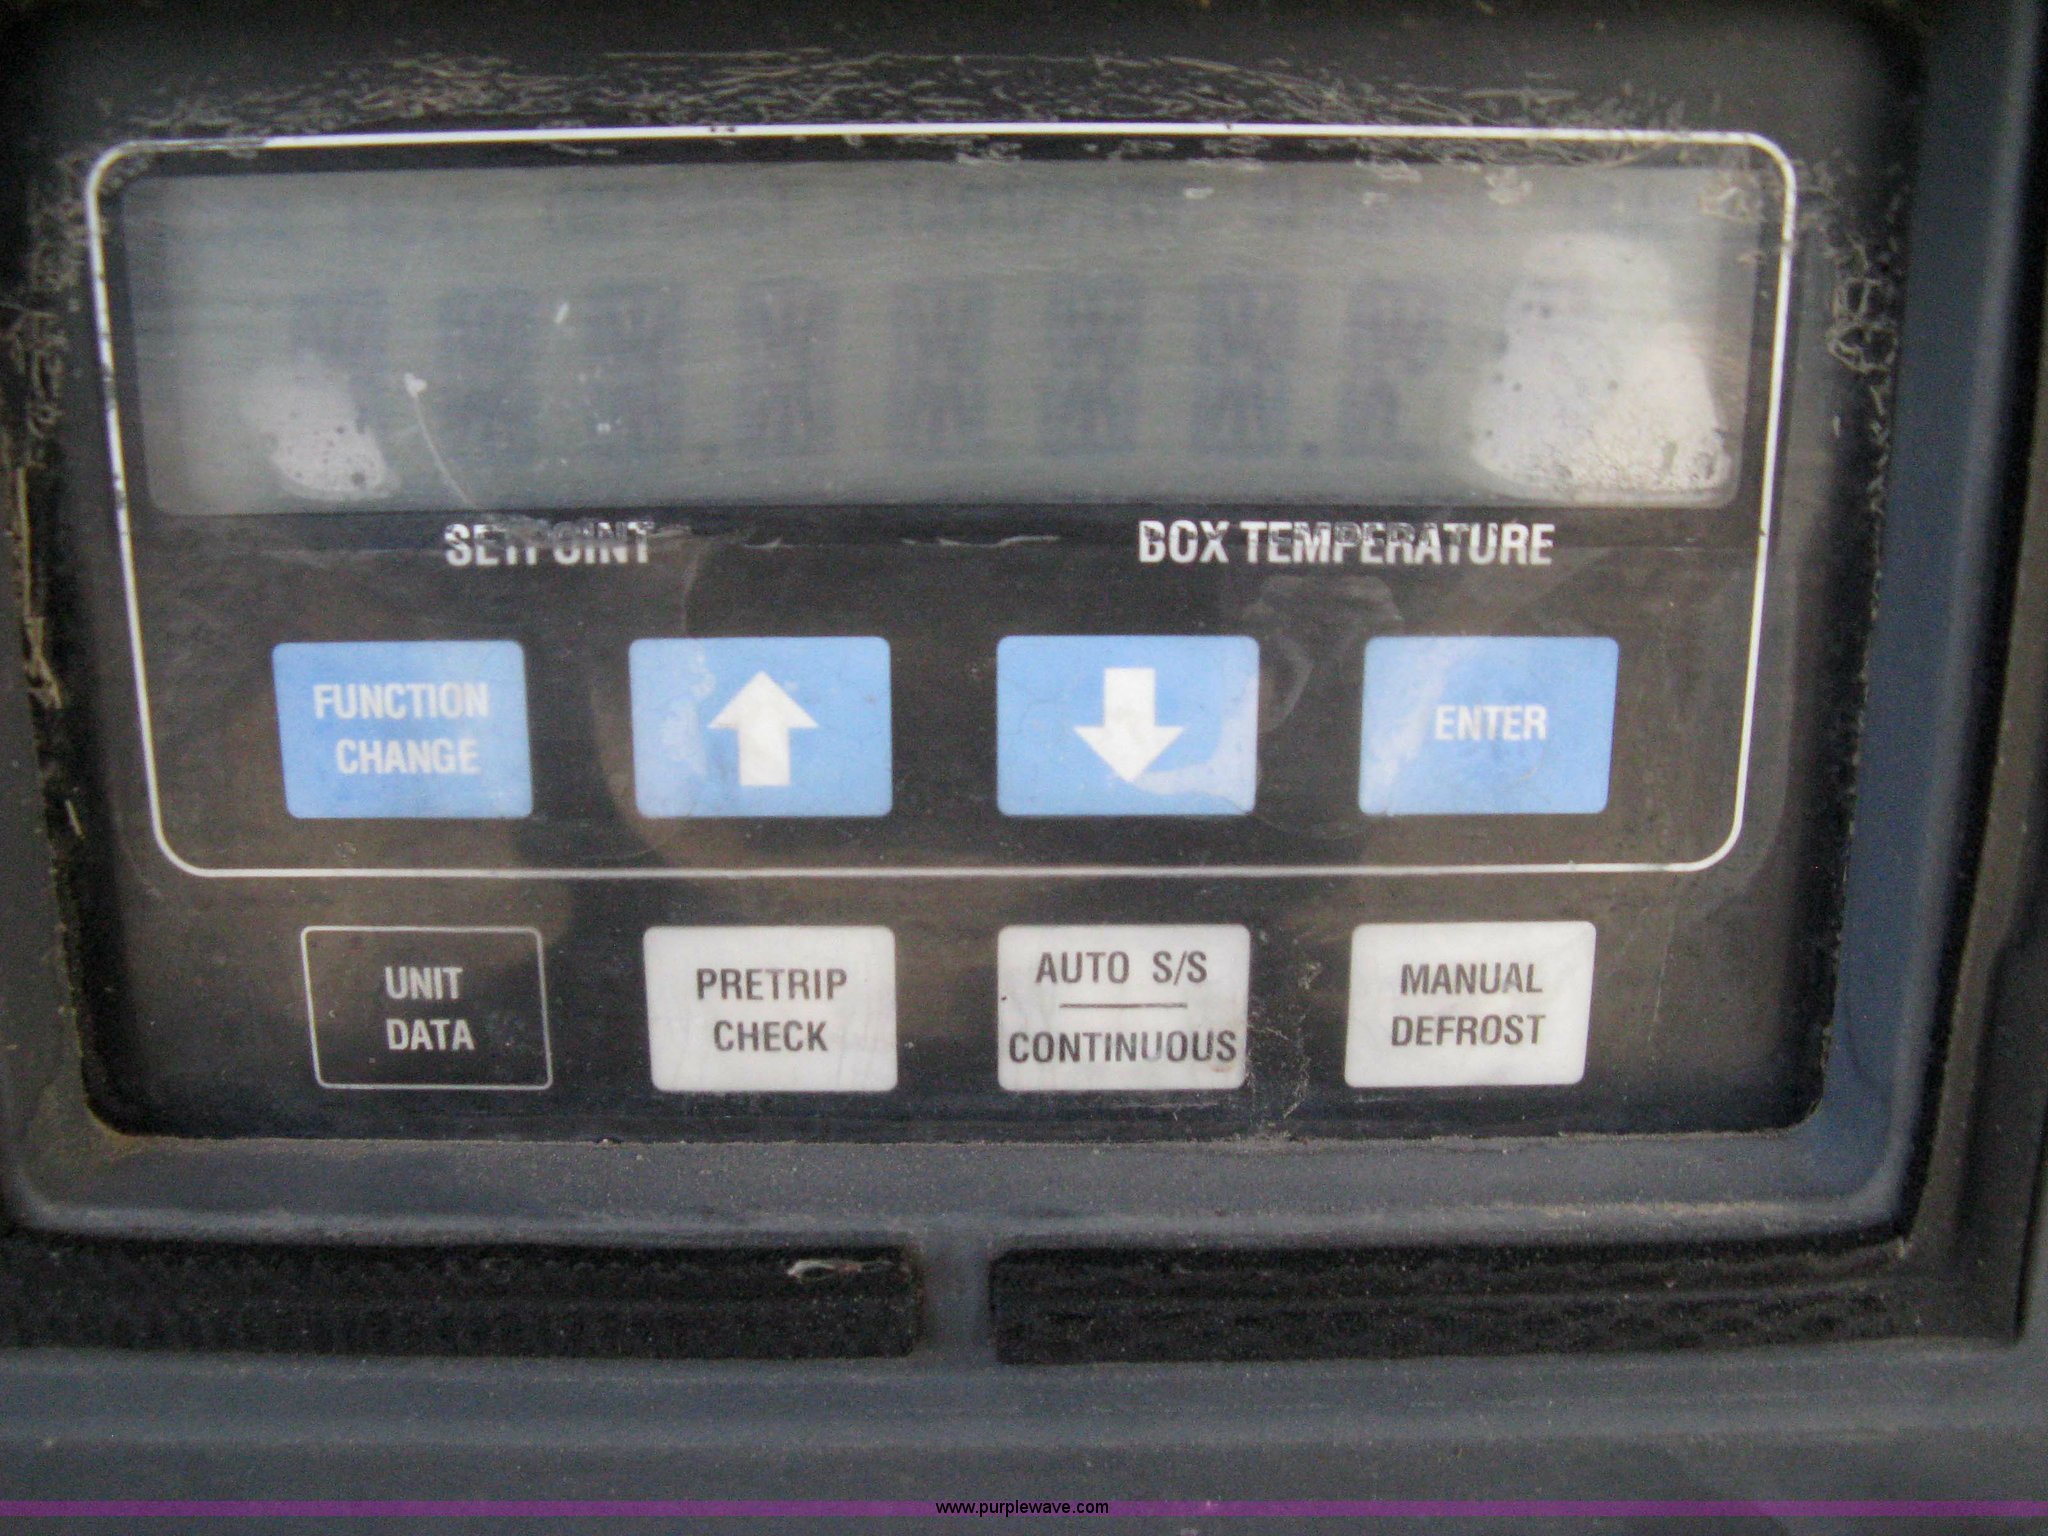 SETPOINT BOX TEMPERATURE
FUNCTION
CHANGE
ENTER
UNIT
DATA
PRETRIP
CHECK
AUTO S/S
CONTINUOUS
MANUAL
DEFROST
www.purplewave.com